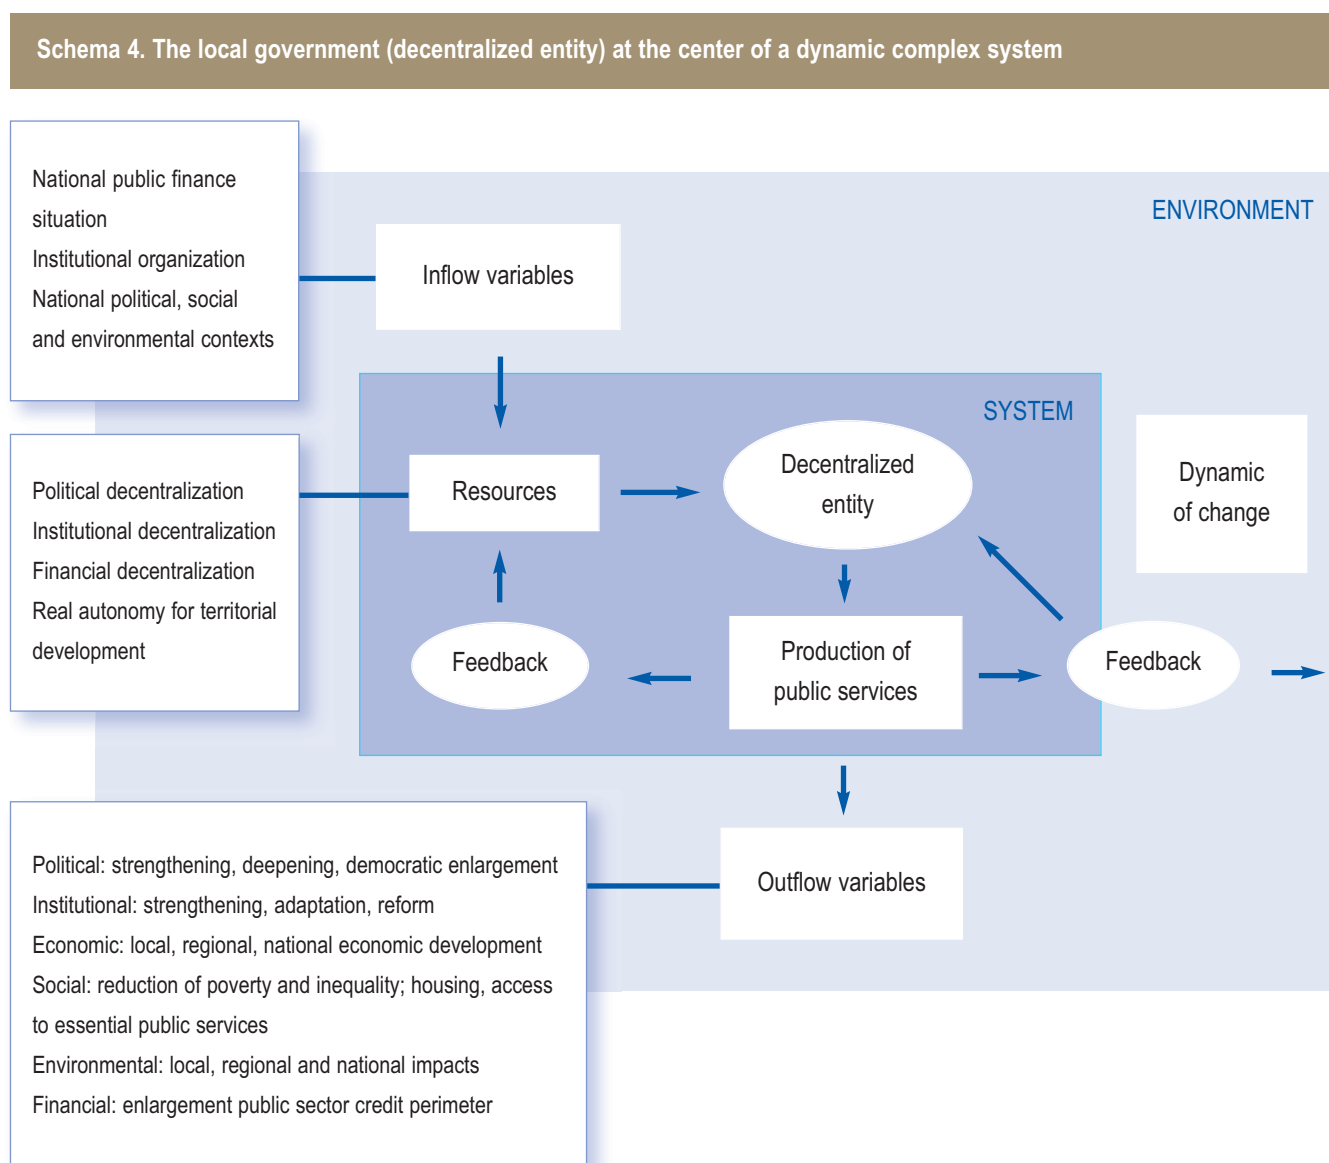 Schema 4. The local government (decentralized entity) at the center of a dynamic complex system
National public finance
situation
Institutional organization
National political, social
and environmental contexts
Inflow variables
ENVIRONMENT
SYSTEM
Political decentralization
Institutional decentralization
Financial decentralization
Real autonomy for territorial
development
Resources
Decentralized
entity
Dynamic
of change
Feedback
Production of
public services
Feedback
Political: strengthening, deepening, democratic enlargement
Institutional: strengthening, adaptation, reform
Economic: local, regional, national economic development
Social: reduction of poverty and inequality; housing, access
to essential public services
Environmental: local, regional and national impacts
Financial: enlargement public sector credit perimeter
Outflow variables